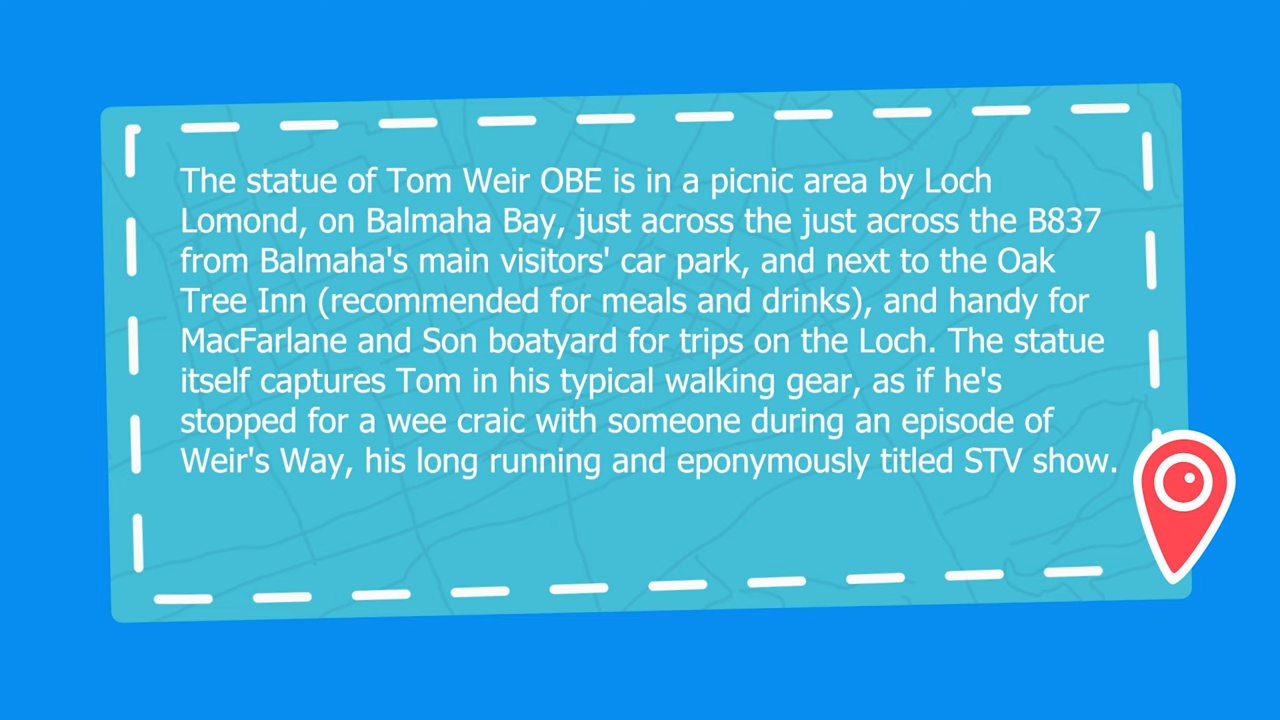 The statue of Tom Weir OBE is in a picnic area by Loch
Lomond, on Balmaha Bay, just across the just across the B837
from Balmaha's main visitors' car park, and next to the Oak
Tree Inn (recommended for meals and drinks), and handy for
MacFarlane and Son boatyard for trips on the Loch. The statue
itself captures Tom in his typical walking gear, as if he's
stopped for a wee craic with someone during an episode of
Weir's Way, his long running and eponymously titled STV show.